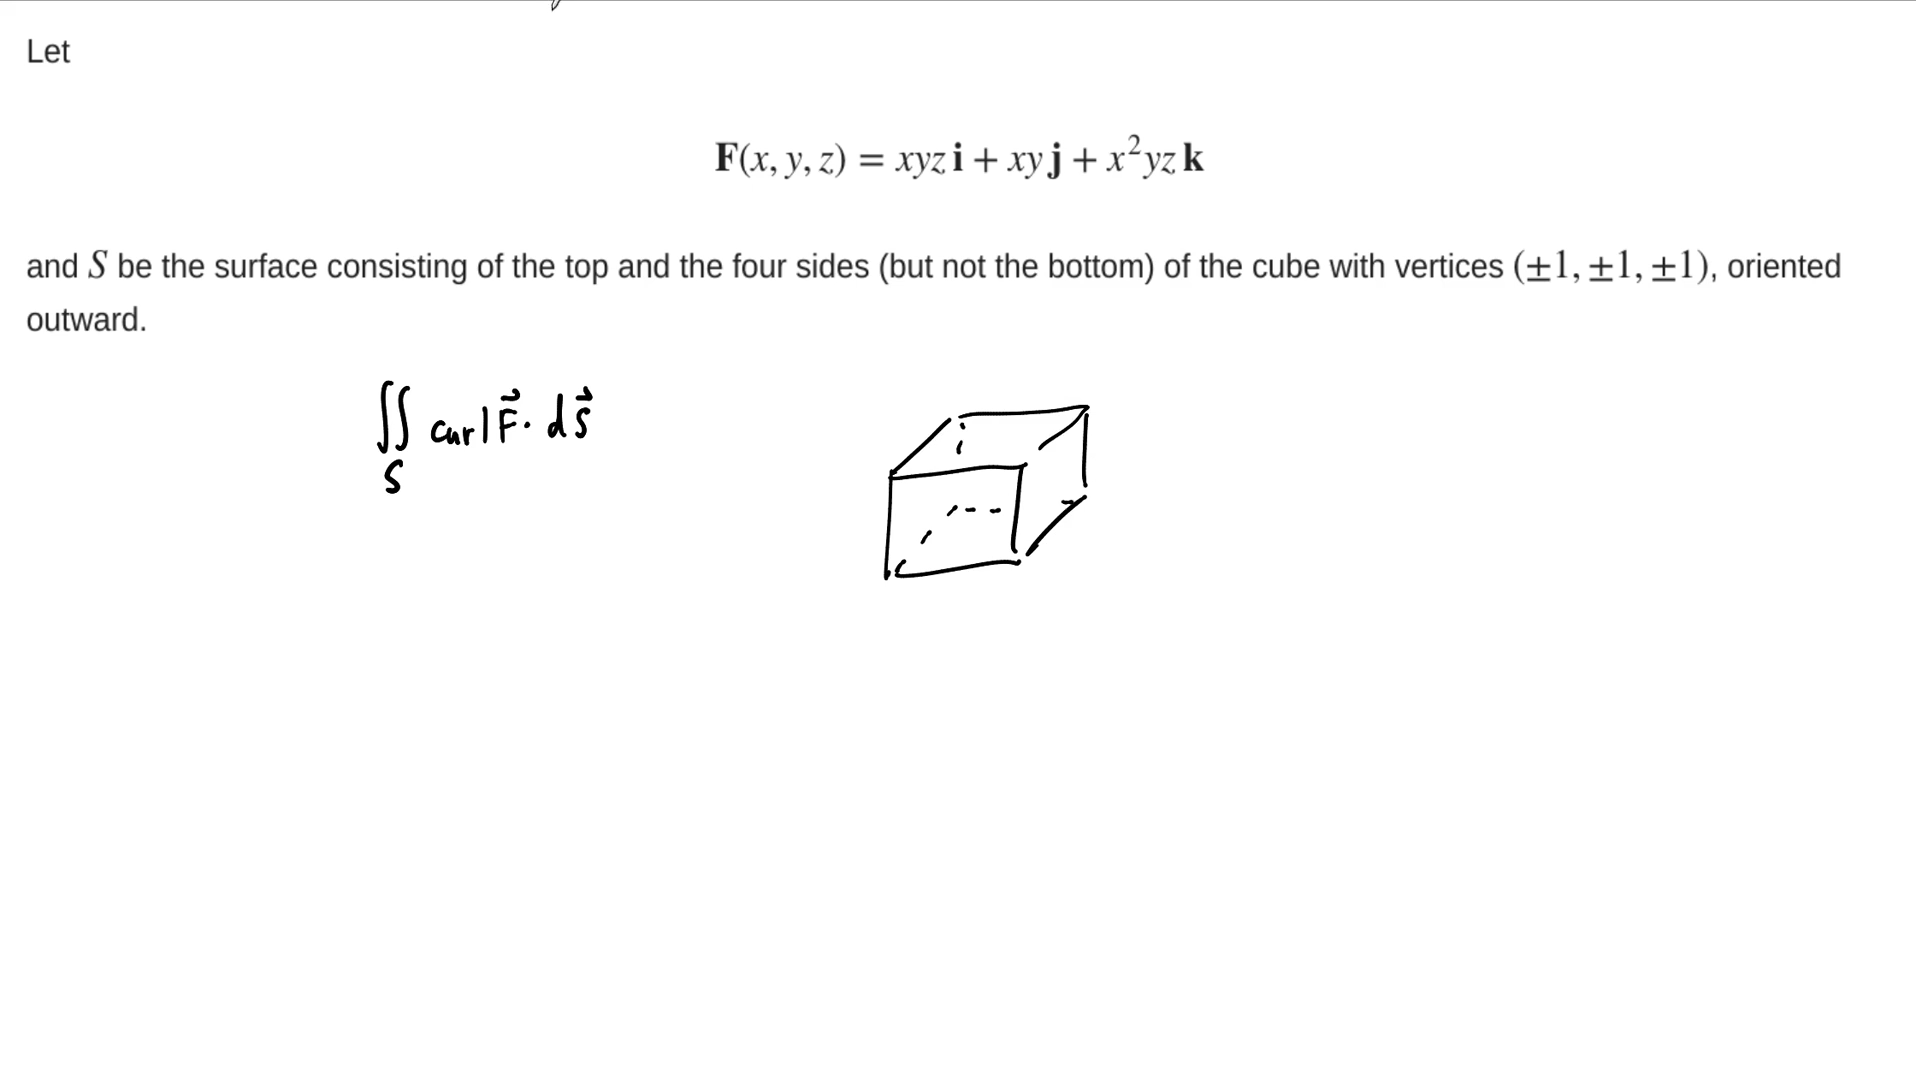 Let
F(x, y, z) = xyz i + xy j + x²yz k
and S be the surface consisting of the top and the four sides (but not the bottom) of the cube with vertices (±1, ±1, ±1), oriented
outward.
∬_S curl F⃗ · dS⃗